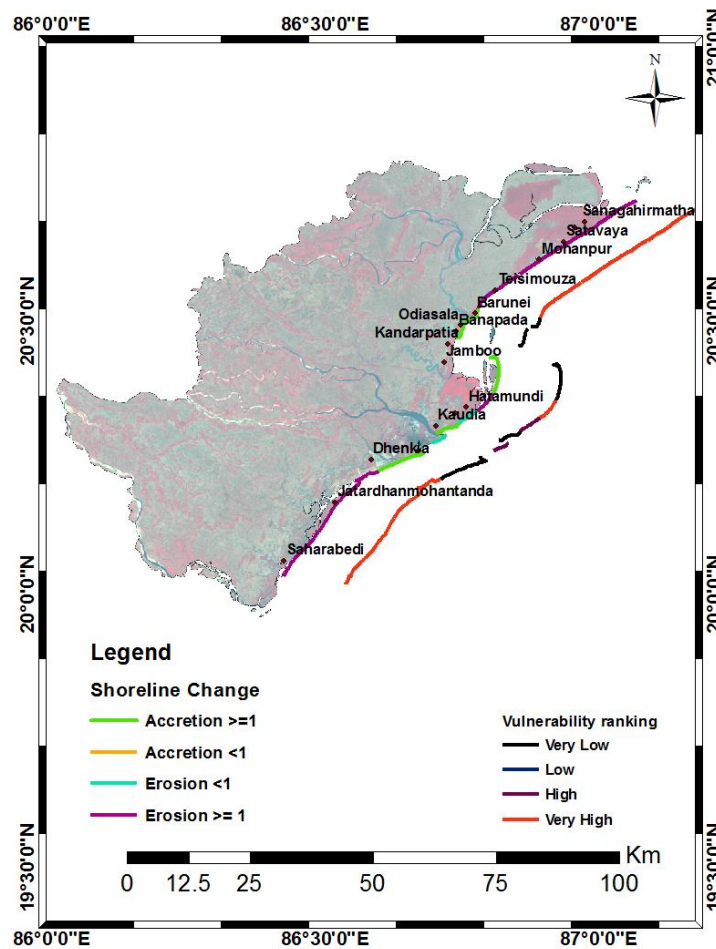 86°0'0"E 86°30'0"E 87°0'0"E
21°0'0"N
21°0'0"N
N
Sanagahirmatha
Satavaya
Mohanpur
Teisimouza
20°30'0"N
20°30'0"N
Barunei
Odiasala
Banapada
Kandarpatia
Jamboo
Hatamundi
Kaudia
Dhenkia
Jatardhanmohantanda
Saharabedi
20°0'0"N
20°0'0"N
Legend
Shoreline Change
Accretion >=1
Accretion <1
Erosion <1
Erosion >= 1
Vulnerability ranking
Very Low
Low
High
Very High
Km
0 12.5 25 50 75 100
19°30'0"N
19°30'0"N
86°0'0"E 86°30'0"E 87°0'0"E